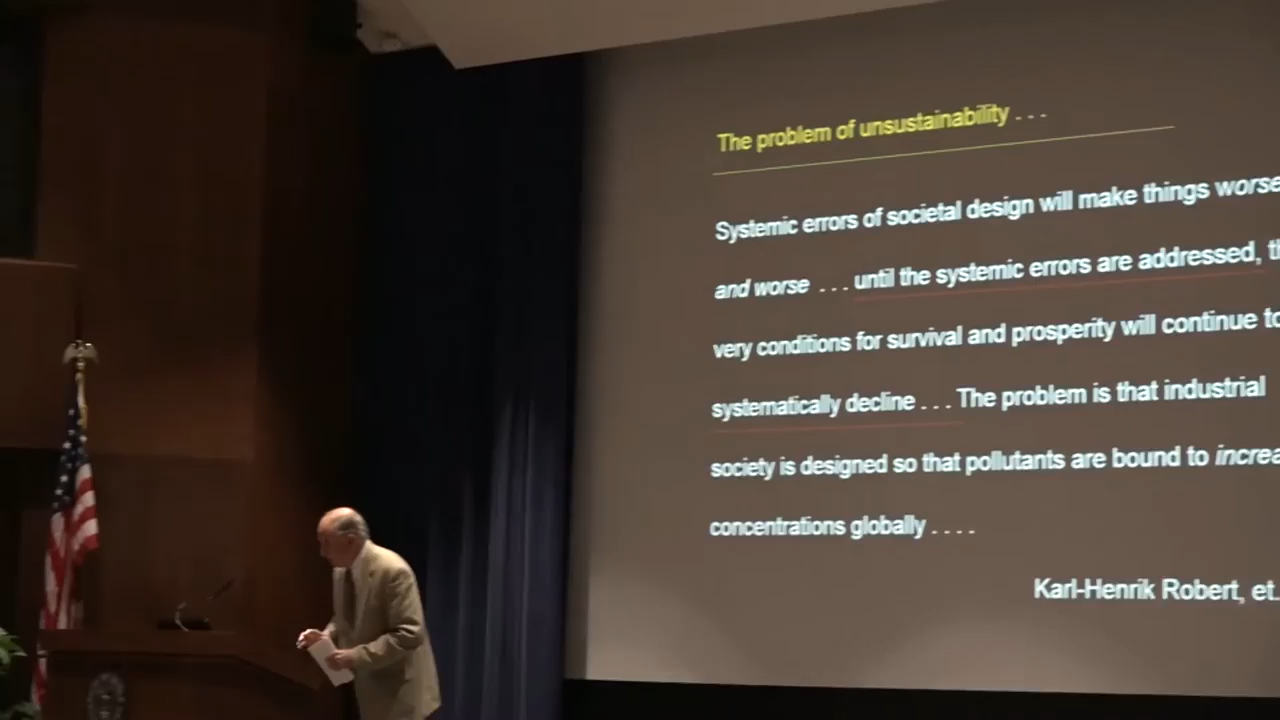 The problem of unsustainability . . .
Systemic errors of societal design will make things worse
and worse . . . until the systemic errors are addressed,
very conditions for survival and prosperity will continue to
systematically decline . . . The problem is that industrial
society is designed so that pollutants are bound to
concentrations globally . . . .
Karl-Henrik Robert, et.